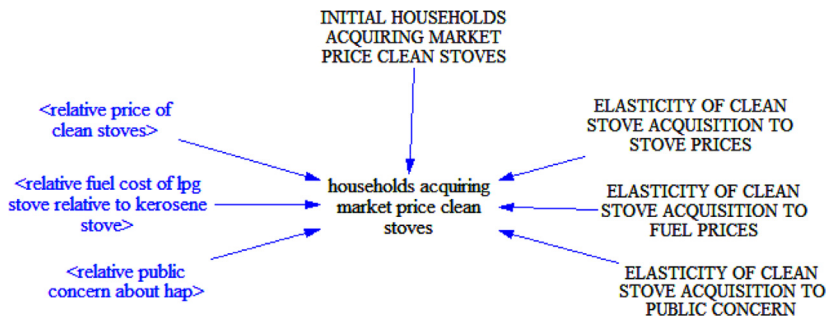 INITIAL HOUSEHOLDS
ACQUIRING MARKET
PRICE CLEAN STOVES
<relative price of
clean stoves>
ELASTICITY OF CLEAN
STOVE ACQUISITION TO
STOVE PRICES
<relative fuel cost of lpg
stove relative to kerosene
stove>
households acquiring
market price clean
stoves
ELASTICITY OF CLEAN
STOVE ACQUISITION TO
FUEL PRICES
<relative public
concern about hap>
ELASTICITY OF CLEAN
STOVE ACQUISITION TO
PUBLIC CONCERN